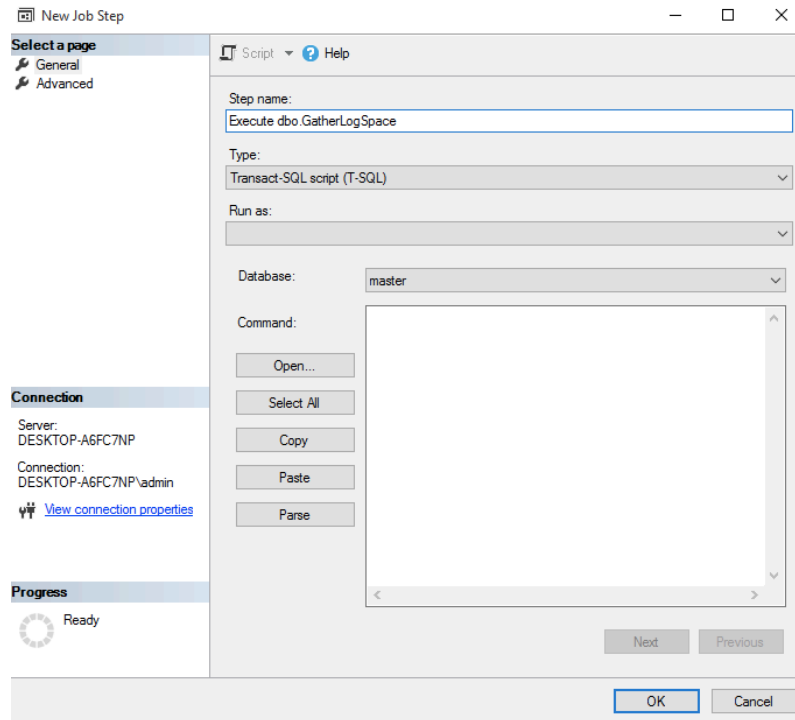 New Job Step
Select a page
General
Advanced
Script
Help
Step name:
Execute dbo.GatherLogSpace
Type:
Transact-SQL script (T-SQL)
Run as:
Database:
master
Command:
Open...
Select All
Copy
Paste
Parse
Connection
Server:
DESKTOP-A6FC7NP
Connection:
DESKTOP-A6FC7NP\admin
View connection properties
Progress
Ready
Next
Previous
OK
Cancel